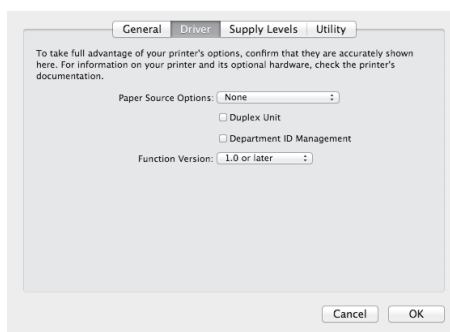 General Driver Supply Levels Utility
To take full advantage of your printer's options, confirm that they are accurately shown
here. For information on your printer and its optional hardware, check the printer's
documentation.
Paper Source Options: None
Duplex Unit
Department ID Management
Function Version: 1.0 or later
Cancel OK